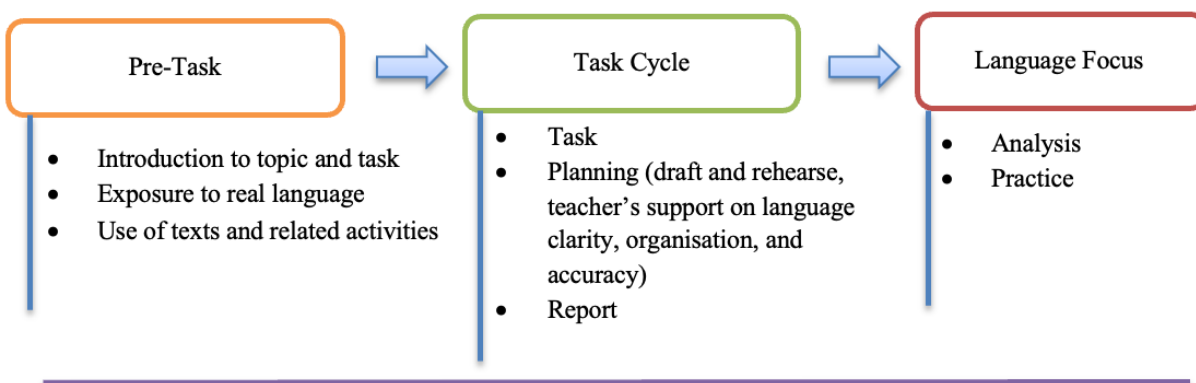 Pre-Task
Task Cycle
Language Focus
• Introduction to topic and task
• Exposure to real language
• Use of texts and related activities
• Task
• Planning (draft and rehearse,
teacher's support on language
clarity, organisation, and
accuracy)
• Report
• Analysis
• Practice